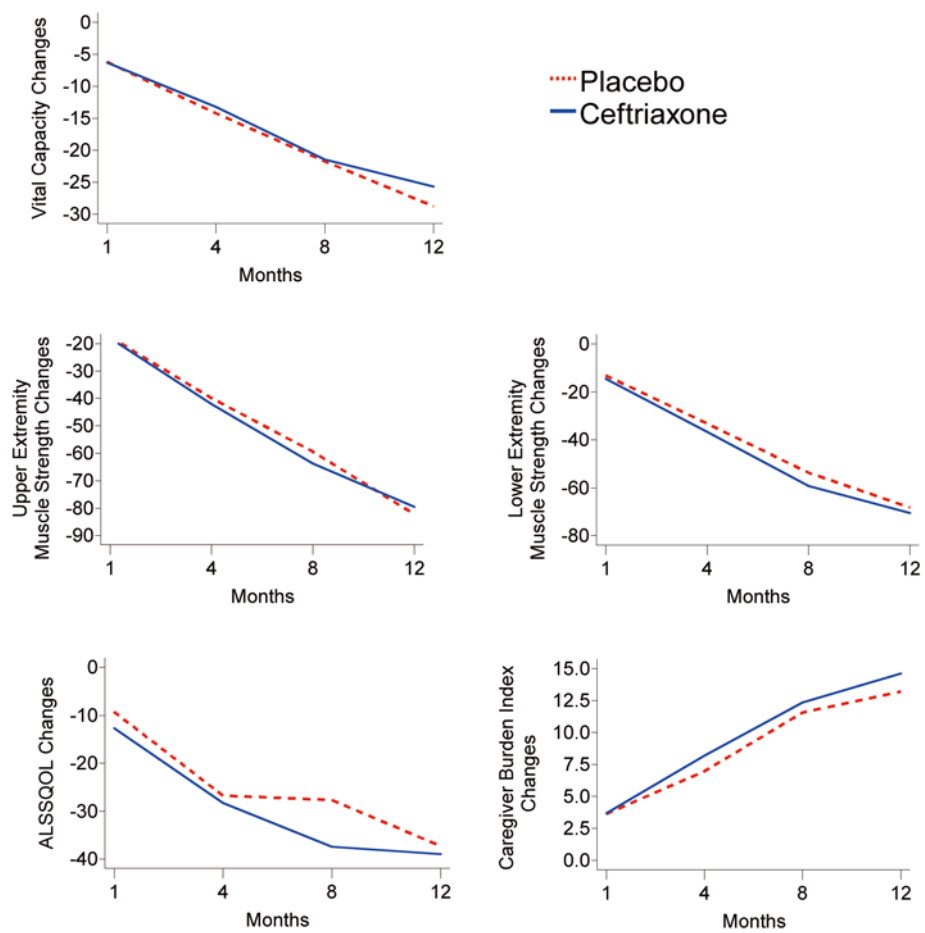 Vital Capacity Changes
0
-5
-10
-15
-20
-25
-30
1 4 8 12
Months
Placebo
Ceftriaxone
Upper Extremity
Muscle Strength Changes
-20
-30
-40
-50
-60
-70
-80
-90
1 4 8 12
Months
Lower Extremity
Muscle Strength Changes
0
-20
-40
-60
-80
1 4 8 12
Months
ALSSQOL Changes
0
-10
-20
-30
-40
1 4 8 12
Months
Caregiver Burden Index
Changes
15.0
12.5
10.0
7.5
5.0
2.5
0.0
1 4 8 12
Months